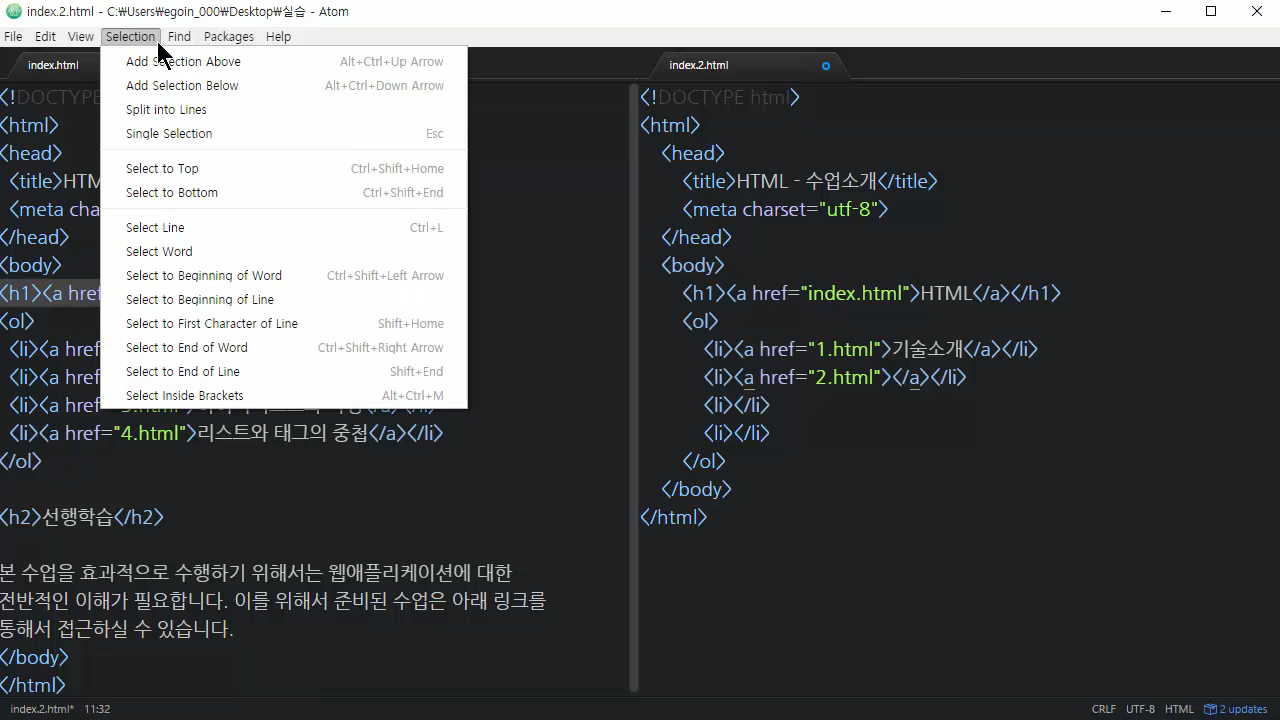 index.2.html - C:₩Users₩egoin_000₩Desktop₩실습 - Atom
File Edit View Selection Find Packages Help
index.html
index.2.html
Add Selection Above Alt+Ctrl+Up Arrow
Add Selection Below Alt+Ctrl+Down Arrow
Split into Lines
Single Selection Esc
Select to Top Ctrl+Shift+Home
Select to Bottom Ctrl+Shift+End
Select Line Ctrl+L
Select Word
Select to Beginning of Word Ctrl+Shift+Left Arrow
Select to Beginning of Line
Select to First Character of Line Shift+Home
Select to End of Word Ctrl+Shift+Right Arrow
Select to End of Line Shift+End
Select Inside Brackets Alt+Ctrl+M
<!DOCTYPE
<html>
<head>
<title>HTM
<meta cha
</head>
<body>
<h1><a href
<ol>
<li><a href
<li><a href
<li><a href
<li><a href="4.html">리스트와 태그의 중첩</a></li>
</ol>
<h2>선행학습</h2>
본 수업을 효과적으로 수행하기 위해서는 웹애플리케이션에 대한
전반적인 이해가 필요합니다. 이를 위해서 준비된 수업은 아래 링크를
통해서 접근하실 수 있습니다.
</body>
</html>
<!DOCTYPE html>
<html>
<head>
<title>HTML - 수업소개</title>
<meta charset="utf-8">
</head>
<body>
<h1><a href="index.html">HTML</a></h1>
<ol>
<li><a href="1.html">기술소개</a></li>
<li><a href="2.html"></a></li>
<li></li>
<li></li>
</ol>
</body>
</html>
index.2.html* 11:32
CRLF UTF-8 HTML 2 updates